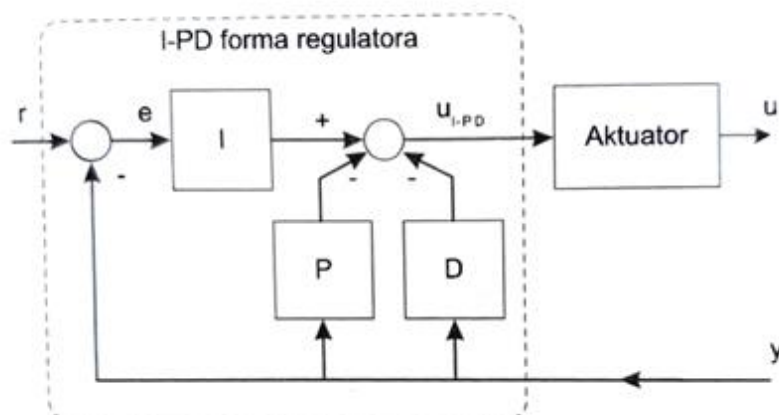 I-PD forma regulatora
r
e
I
+
u I-PD
Aktuator
u
-
-
-
P
D
y